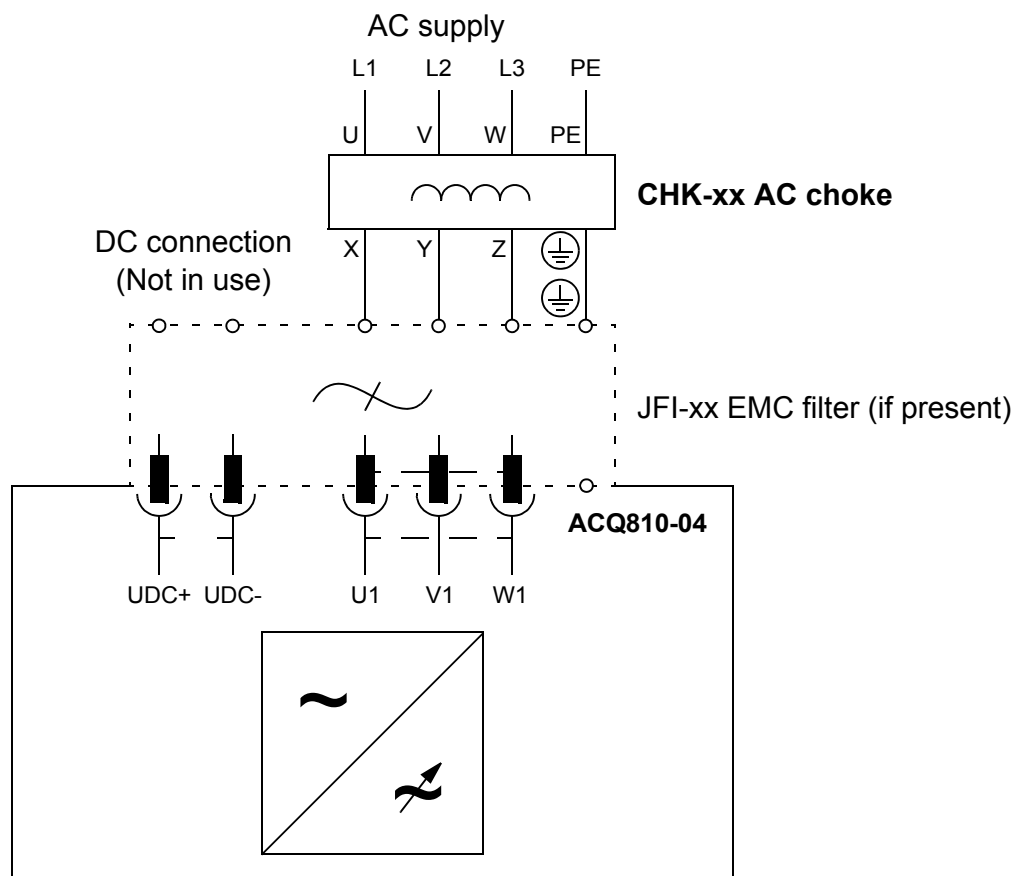 AC supply
L1 L2 L3 PE
U V W PE
CHK-xx AC choke
DC connection
(Not in use)
X Y Z
JFI-xx EMC filter (if present)
ACQ810-04
UDC+ UDC- U1 V1 W1